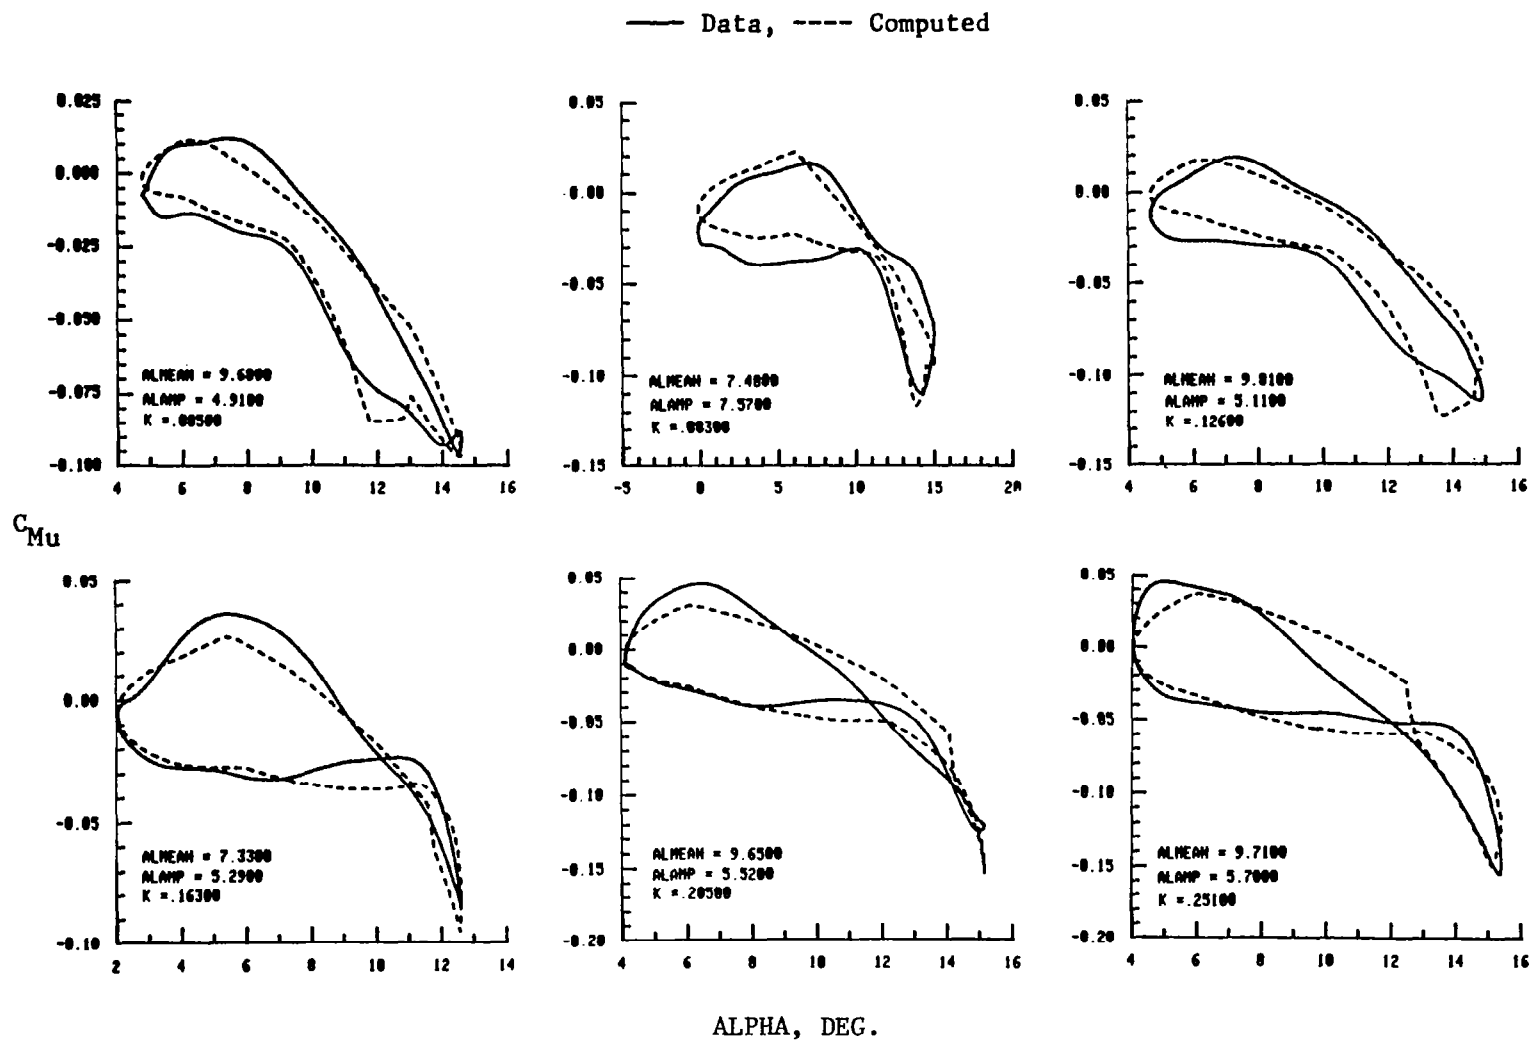 Data, Computed
0.025
0.000
-0.025
-0.050
-0.075
-0.100
ALMEAN = 9.6800
ALAMP = 4.9100
K =.08500
4 6 8 10 12 14 16
0.05
0.00
-0.05
-0.10
-0.15
ALMEAN = 7.4800
ALAMP = 7.5700
K =.08300
-5 0 5 10 15 20
0.05
0.00
-0.05
-0.10
-0.15
ALMEAN = 9.8100
ALAMP = 5.1100
K =.12600
4 6 8 10 12 14 16
CMu
0.05
0.00
-0.05
-0.10
ALMEAN = 7.3300
ALAMP = 5.2900
K =.16300
2 4 6 8 10 12 14
0.05
0.00
-0.05
-0.10
-0.15
-0.20
ALMEAN = 9.6500
ALAMP = 5.5200
K =.20500
4 6 8 10 12 14 16
0.05
0.00
-0.05
-0.10
-0.15
-0.20
ALMEAN = 9.7100
ALAMP = 5.7000
K =.25100
4 6 8 10 12 14 16
ALPHA, DEG.